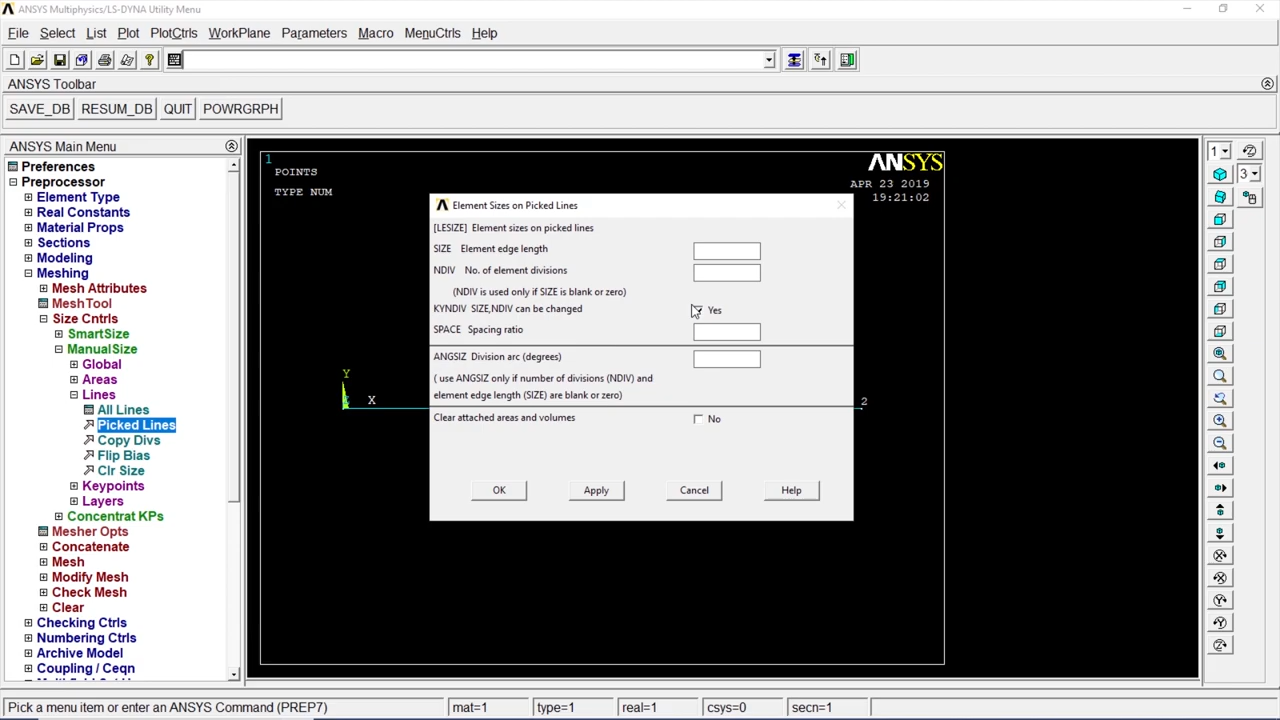 ANSYS Multiphysics/LS-DYNA Utility Menu
File Select List Plot PlotCtrls WorkPlane Parameters Macro MenuCtrls Help
ANSYS Toolbar
SAVE_DB RESUM_DB QUIT POWRGRPH
ANSYS Main Menu
Preferences
Preprocessor
Element Type
Real Constants
Material Props
Sections
Modeling
Meshing
Mesh Attributes
MeshTool
Size Cntrls
SmartSize
ManualSize
Global
Areas
Lines
All Lines
Picked Lines
Copy Divs
Flip Bias
Clr Size
Keypoints
Layers
Concentrat KPs
Mesher Opts
Concatenate
Mesh
Modify Mesh
Check Mesh
Clear
Checking Ctrls
Numbering Ctrls
Archive Model
Coupling / Ceqn
1
POINTS
TYPE NUM
ANSYS
APR 23 2019
19:21:02
Y
X
2
Element Sizes on Picked Lines
[LESIZE] Element sizes on picked lines
SIZE Element edge length
NDIV No. of element divisions
(NDIV is used only if SIZE is blank or zero)
KYNDIV SIZE,NDIV can be changed Yes
SPACE Spacing ratio
ANGSIZ Division arc (degrees)
( use ANGSIZ only if number of divisions (NDIV) and
element edge length (SIZE) are blank or zero)
Clear attached areas and volumes No
OK Apply Cancel Help
1
3
Pick a menu item or enter an ANSYS Command (PREP7) mat=1 type=1 real=1 csys=0 secn=1